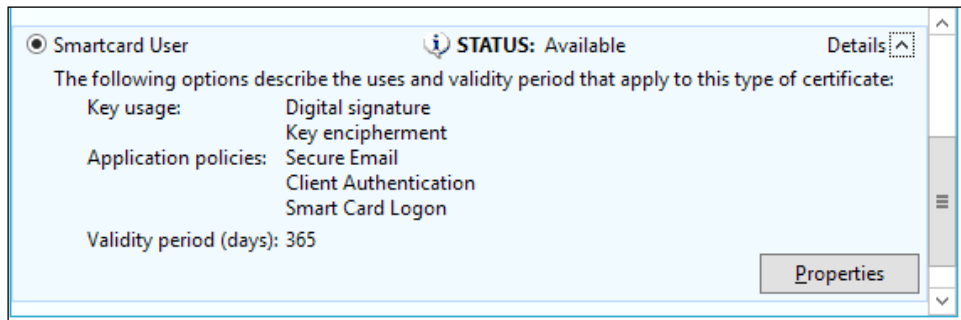 Smartcard User STATUS: Available Details
The following options describe the uses and validity period that apply to this type of certificate:
Key usage: Digital signature
Key encipherment
Application policies: Secure Email
Client Authentication
Smart Card Logon
Validity period (days): 365
Properties